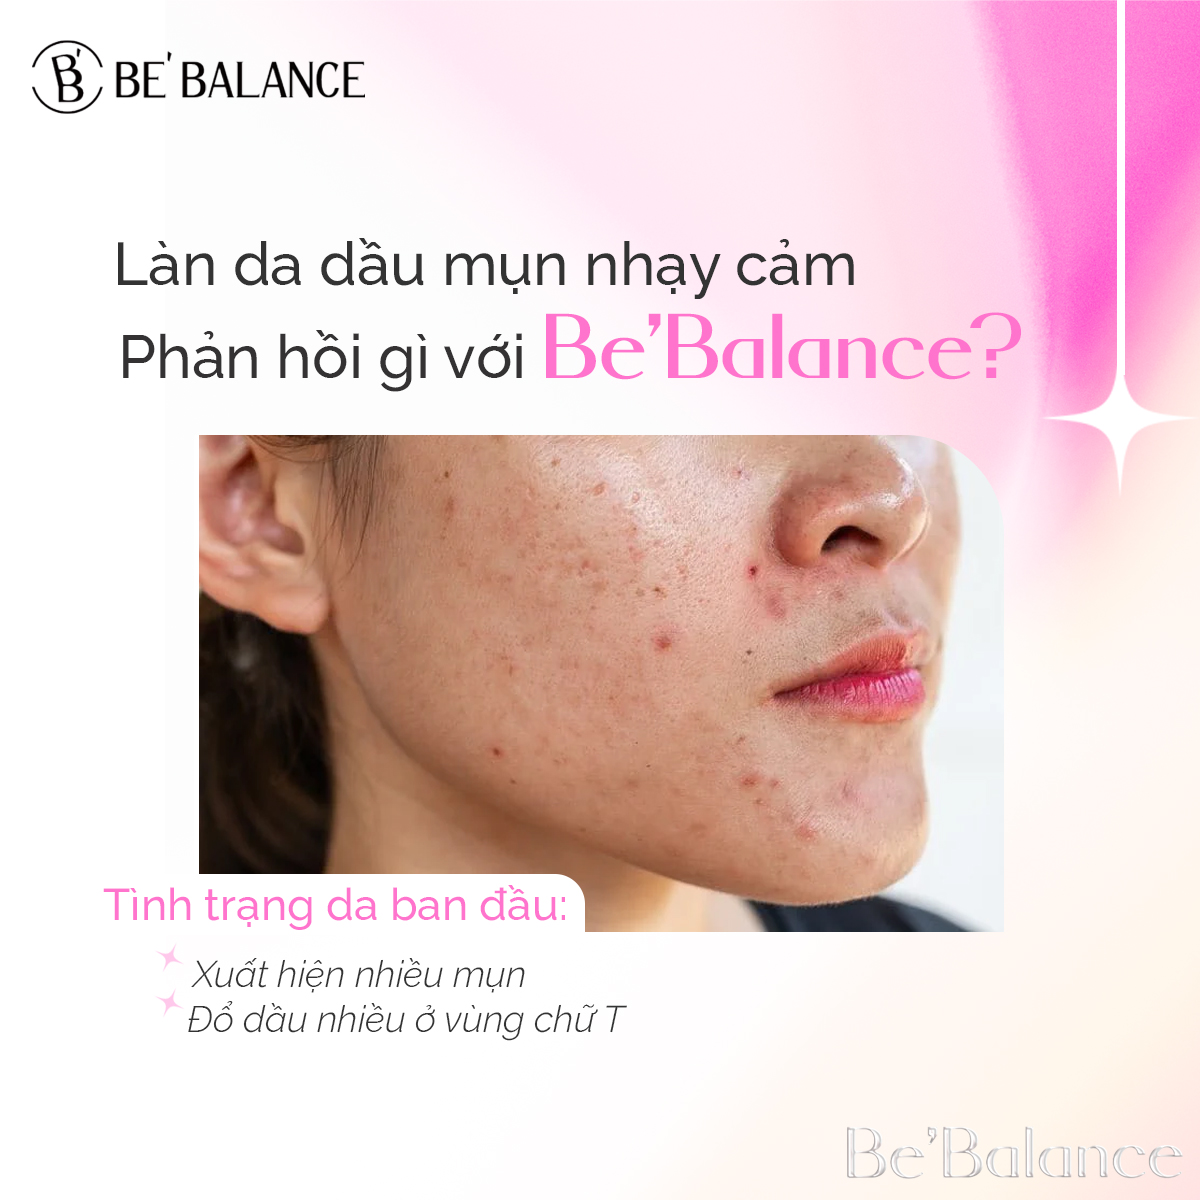 B'
BE' BALANCE
Làn da dầu mụn nhạy cảm
Phản hồi gì với Be'Balance?
Tình trạng da ban đầu:
Xuất hiện nhiều mụn
Đổ dầu nhiều ở vùng chữ T
Be'Balance